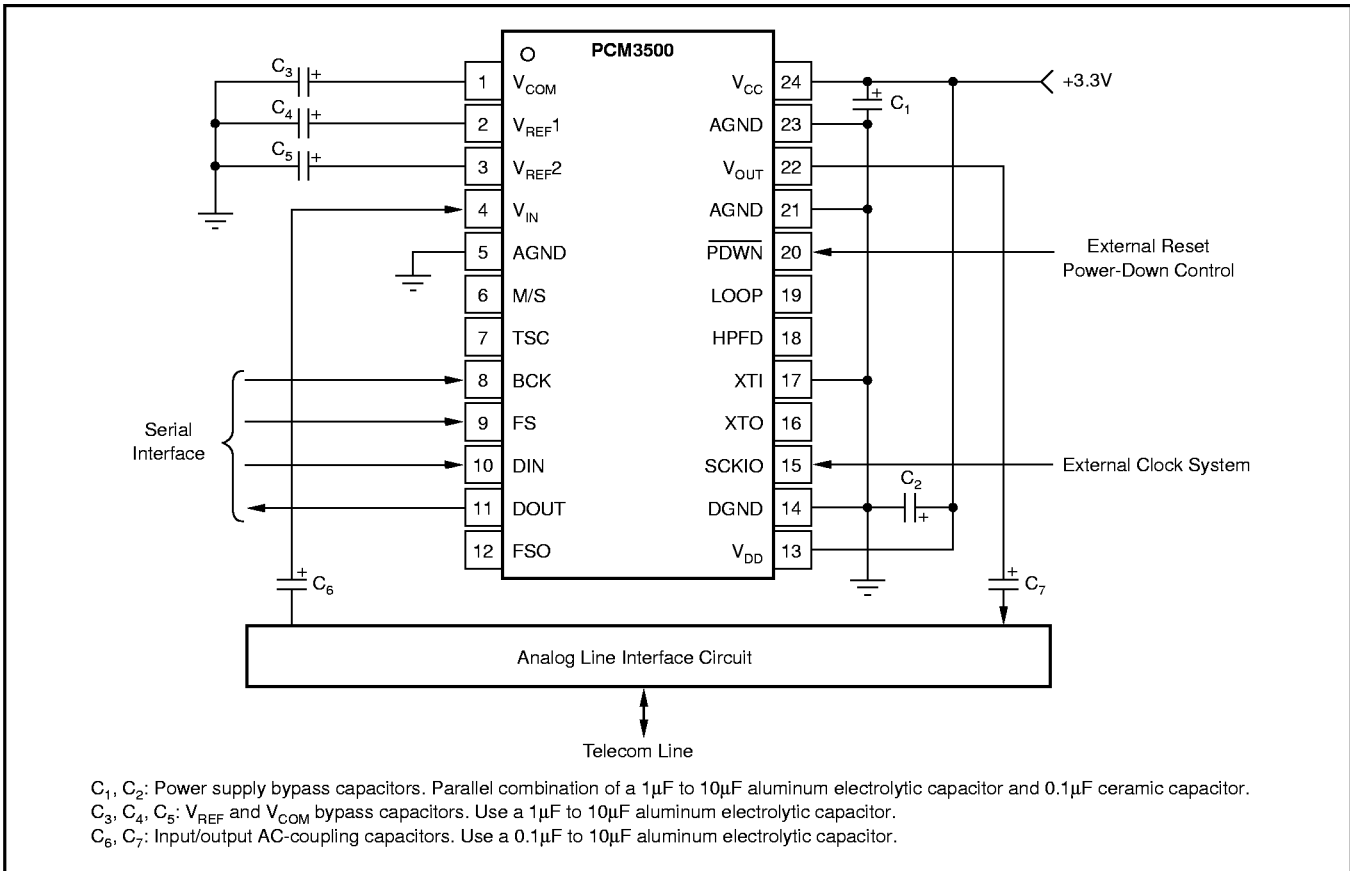 PCM3500
C3 +
C4 +
C5 +
1 VCOM
2 VREF1
3 VREF2
4 VIN
5 AGND
6 M/S
7 TSC
8 BCK
9 FS
10 DIN
11 DOUT
12 FSO
VCC 24
AGND 23
VOUT 22
AGND 21
PDWN 20
LOOP 19
HPFD 18
XTI 17
XTO 16
SCKIO 15
DGND 14
VDD 13
+3.3V
+ C1
External Reset
Power-Down Control
External Clock System
C2
+
Serial
Interface
+ C6
+ C7
Analog Line Interface Circuit
Telecom Line
C1, C2: Power supply bypass capacitors. Parallel combination of a 1µF to 10µF aluminum electrolytic capacitor and 0.1µF ceramic capacitor.
C3, C4, C5: VREF and VCOM bypass capacitors. Use a 1µF to 10µF aluminum electrolytic capacitor.
C6, C7: Input/output AC-coupling capacitors. Use a 0.1µF to 10µF aluminum electrolytic capacitor.